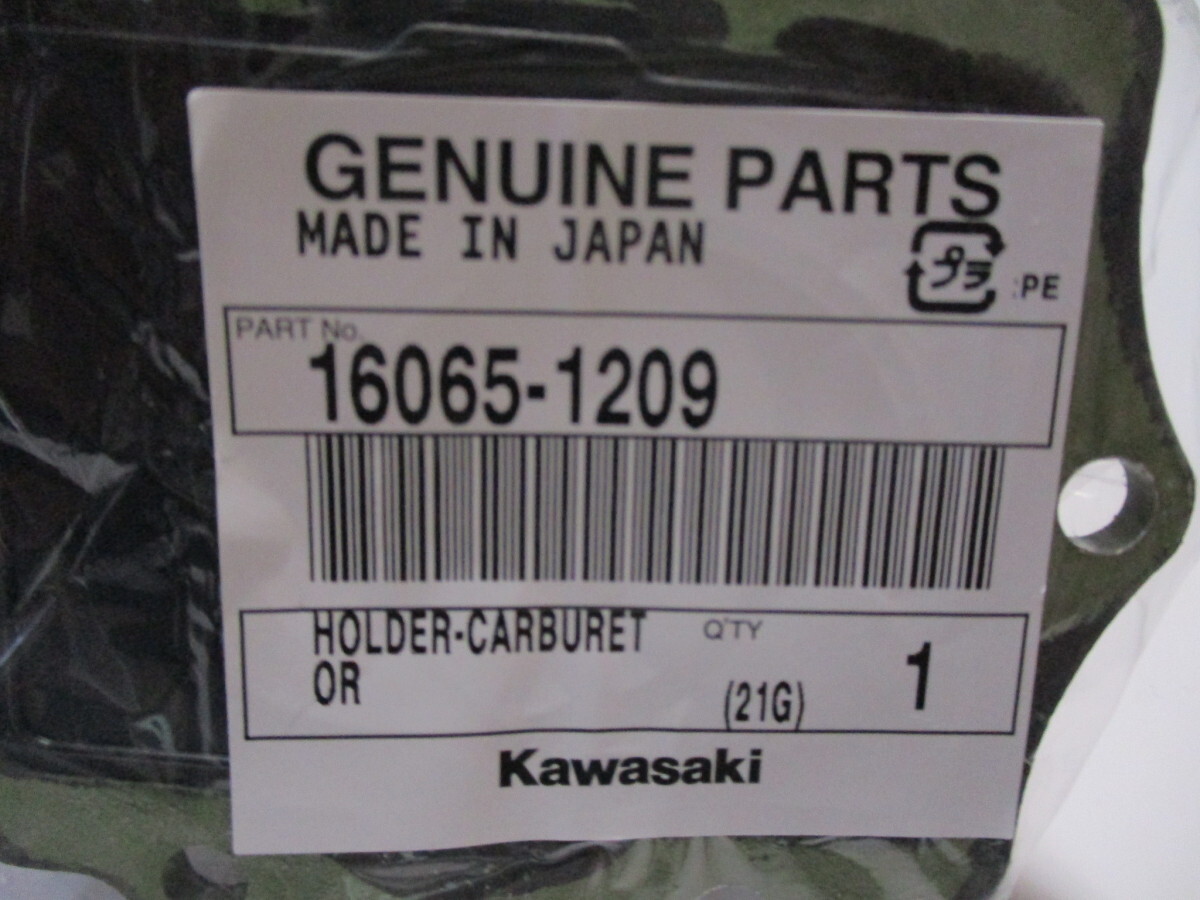 GENUINE PARTS
MADE IN JAPAN
プラ :PE
PART No.
16065-1209
HOLDER-CARBURET Q'TY
OR (21G) 1
Kawasaki